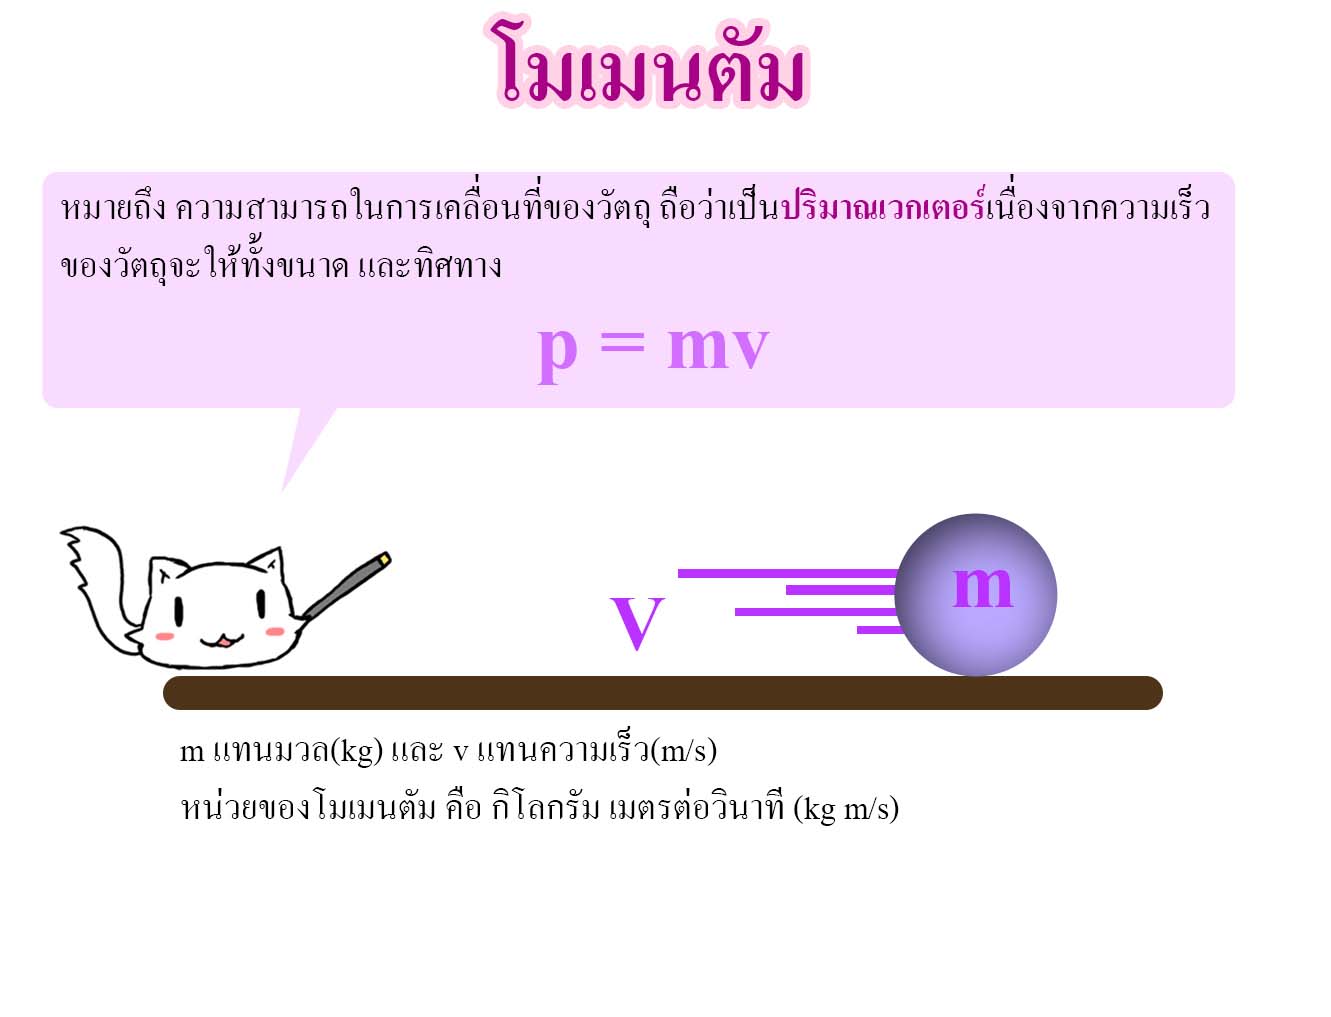 โมเมนตัม
หมายถึง ความสามารถในการเคลื่อนที่ของวัตถุ ถือว่าเป็นปริมาณเวกเตอร์เนื่องจากความเร็ว
ของวัตถุจะให้ทั้งขนาด และทิศทาง
p = mv
m
v
m แทนมวล(kg) และ v แทนความเร็ว(m/s)
หน่วยของโมเมนตัม คือ กิโลกรัม เมตรต่อวินาที (kg m/s)